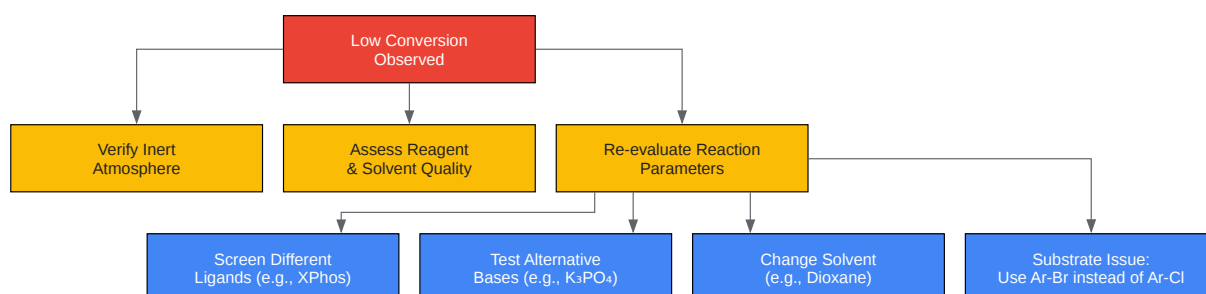 Low Conversion
Observed
Verify Inert
Atmosphere
Assess Reagent
& Solvent Quality
Re-evaluate Reaction
Parameters
Screen Different
Ligands (e.g., XPhos)
Test Alternative
Bases (e.g., K₃PO₄)
Change Solvent
(e.g., Dioxane)
Substrate Issue:
Use Ar-Br instead of Ar-Cl